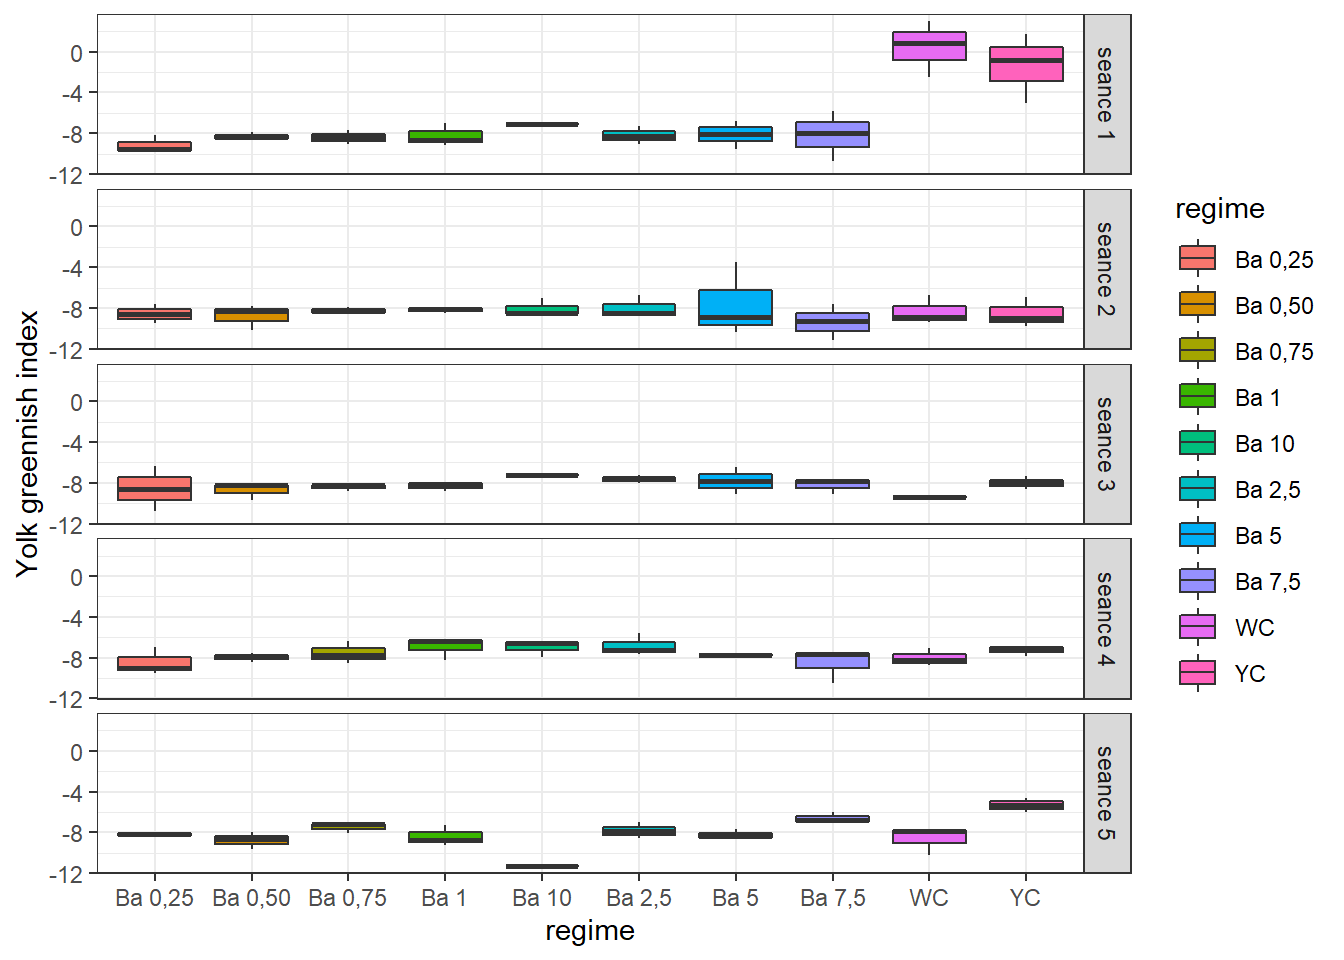 Yolk greennish index
0
-4
-8
-12
seance 1
0
-4
-8
-12
seance 2
0
-4
-8
-12
seance 3
0
-4
-8
-12
seance 4
0
-4
-8
-12
seance 5
Ba 0,25 Ba 0,50 Ba 0,75 Ba 1 Ba 10 Ba 2,5 Ba 5 Ba 7,5 WC YC
regime
regime
Ba 0,25
Ba 0,50
Ba 0,75
Ba 1
Ba 10
Ba 2,5
Ba 5
Ba 7,5
WC
YC